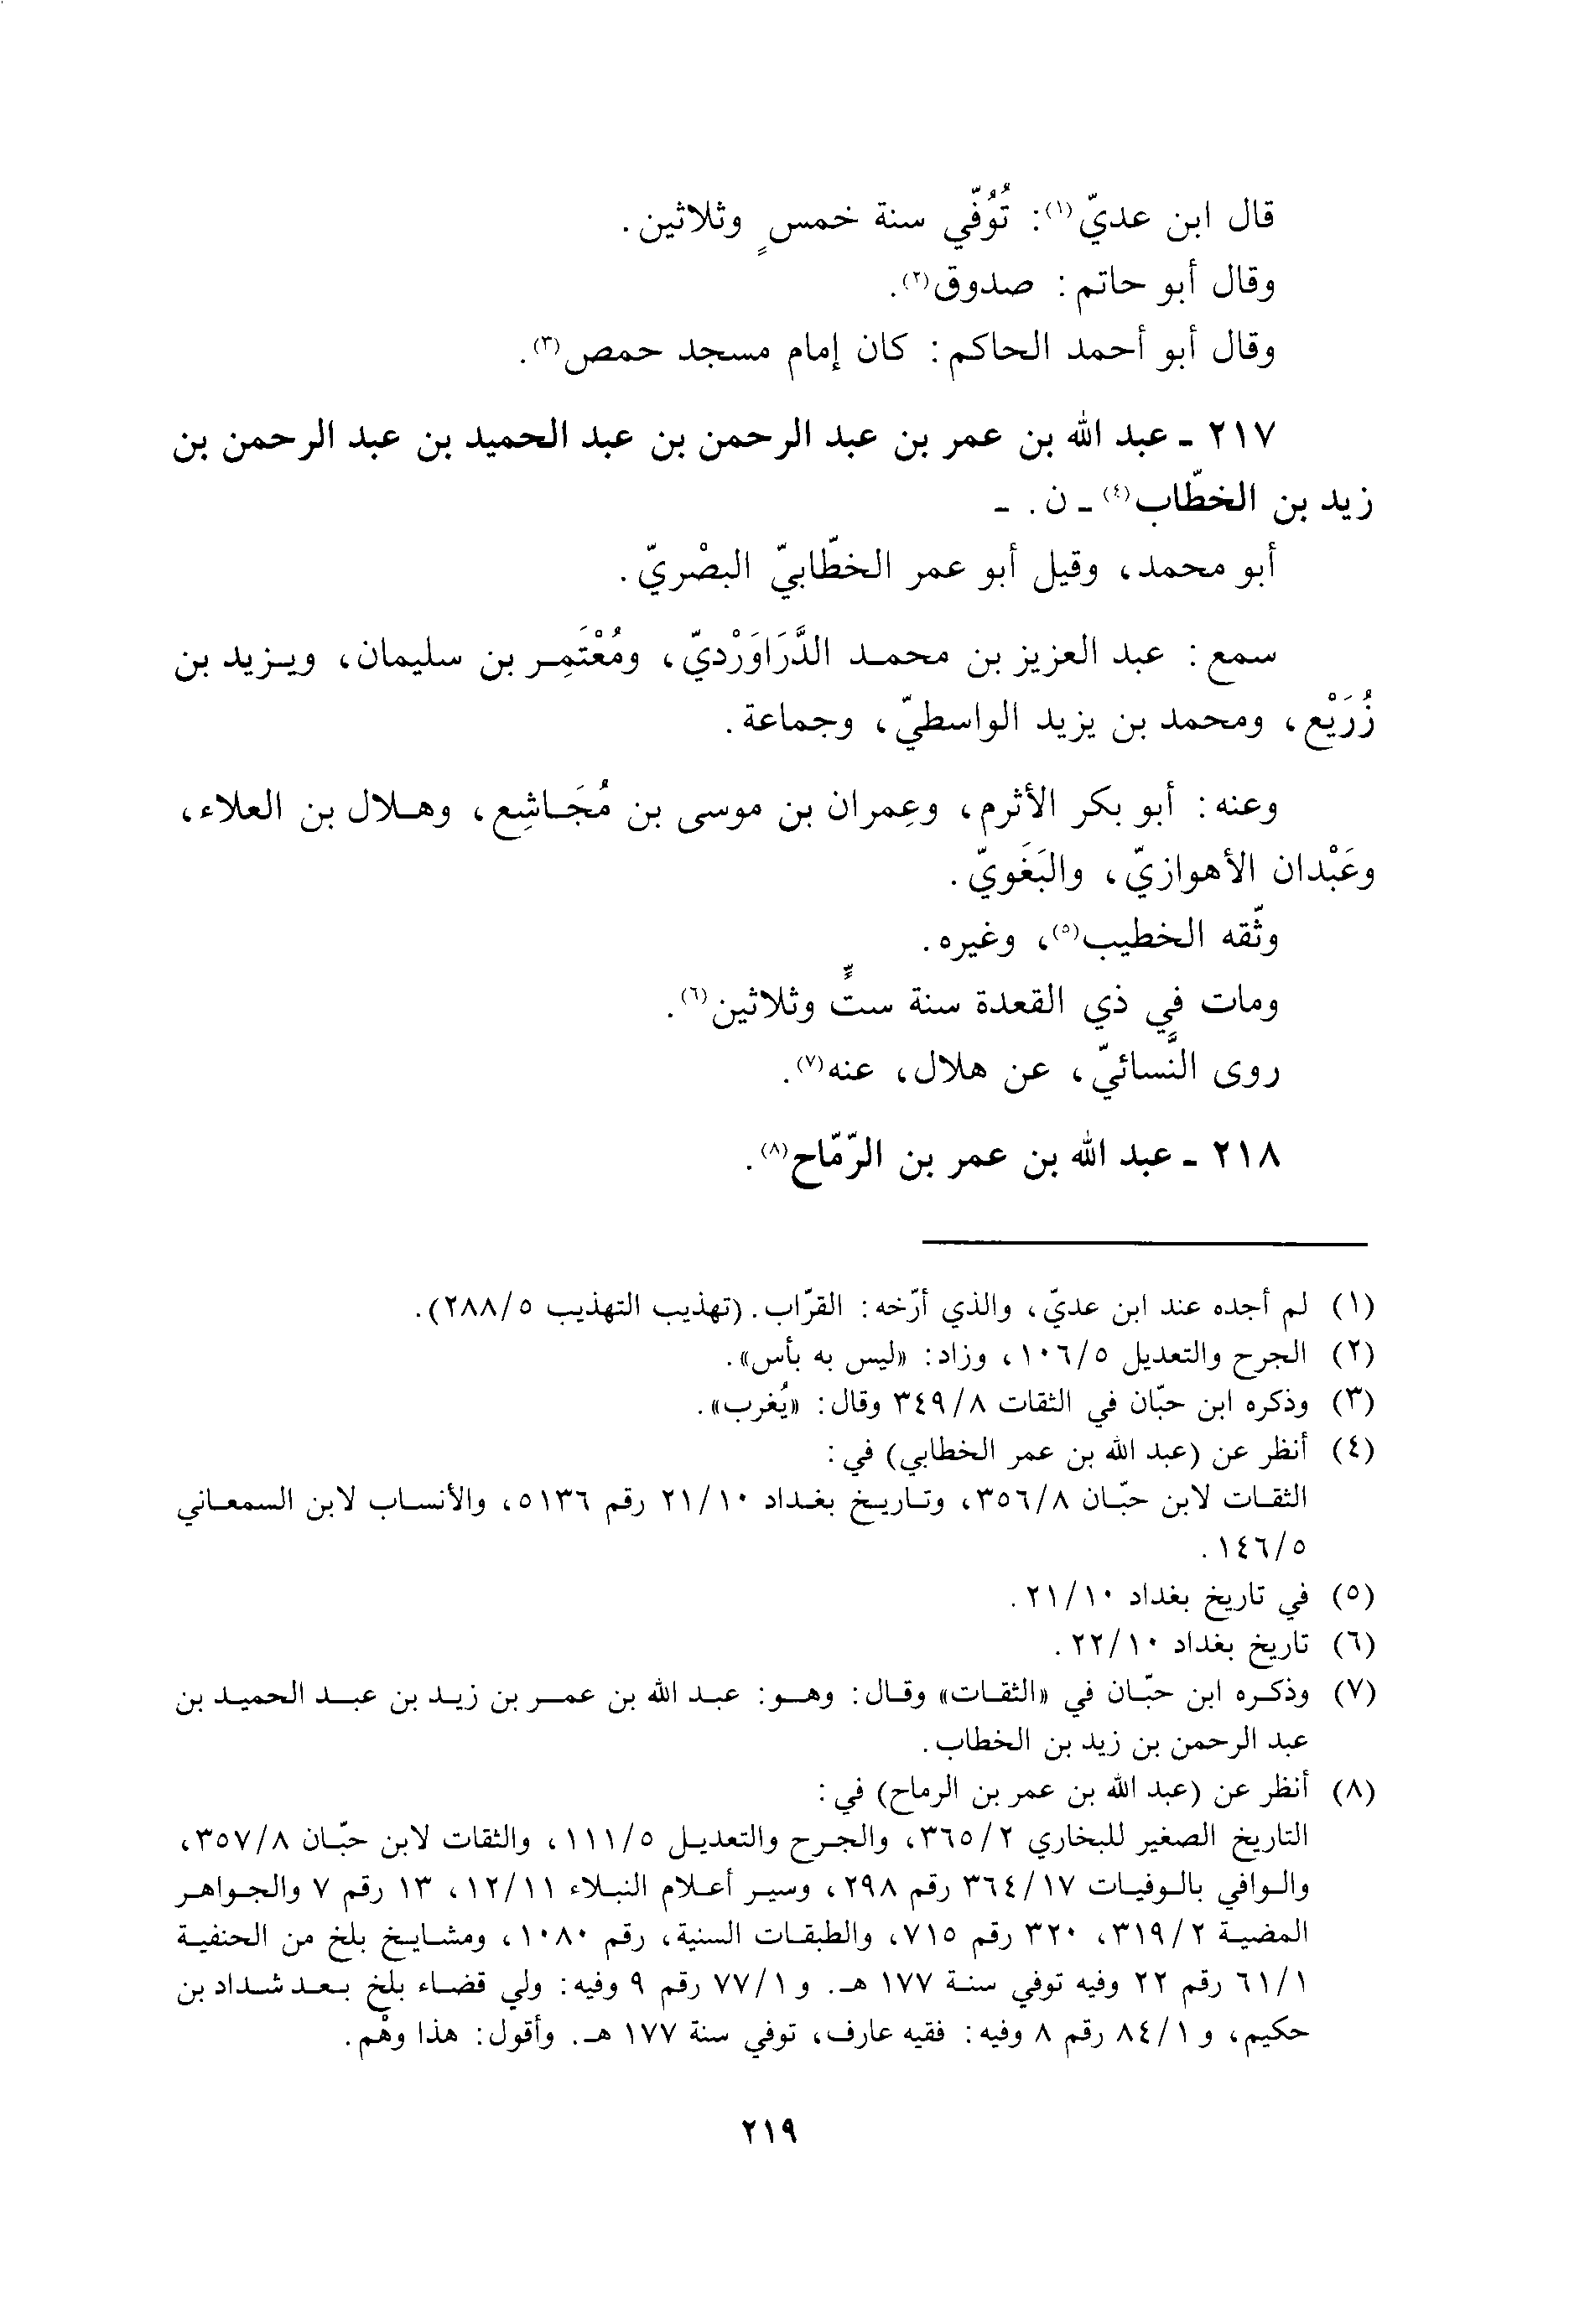 قال ابن عديّ(١): تُوُفّي سنة خمسٍ وثلاثين.
وقال أبو حاتم: صدوق(٢).
وقال أبو أحمد الحاكم: كان إمام مسجد حمص(٣).
٢١٧ ـ عبد الله بن عمر بن عبد الرحمن بن عبد الحميد بن عبد الرحمن بن
زيد بن الخطّاب(٤) ـ ن. ـ
أبو محمد، وقيل أبو عمر الخطّابيّ البصْريّ.
سمع: عبد العزيز بن محمد الدَّرَاوَرْديّ، ومُعْتَمِر بن سليمان، ويزيد بن
زُرَيْع، ومحمد بن يزيد الواسطيّ، وجماعة.
وعنه: أبو بكر الأثرم، وعِمران بن موسى بن مُجَاشِع، وهلال بن العلاء،
وعَبْدان الأهوازيّ، والبَغَويّ.
وثّقه الخطيب(٥)، وغيره.
ومات في ذي القعدة سنة ستٍّ وثلاثين(٦).
روى النَّسائيّ، عن هلال، عنه(٧).
٢١٨ ـ عبد الله بن عمر بن الرّمّاح(٨).
(١) لم أجده عند ابن عديّ، والذي أرّخه: القرّاب. (تهذيب التهذيب ٥/٢٨٨).
(٢) الجرح والتعديل ٥/١٠٦، وزاد: «ليس به بأس».
(٣) وذكره ابن حبّان في الثقات ٨/٣٤٩ وقال: «يُغرب».
(٤) أنظر عن (عبد الله بن عمر الخطابي) في:
الثقات لابن حبّان ٨/٣٥٦، وتاريخ بغداد ١٠/٢١ رقم ٥١٣٦، والأنساب لابن السمعاني
٥/١٤٦.
(٥) في تاريخ بغداد ١٠/٢١.
(٦) تاريخ بغداد ١٠/٢٢.
(٧) وذكره ابن حبّان في «الثقات» وقال: وهو: عبد الله بن عمر بن زيد بن عبد الحميد بن
عبد الرحمن بن زيد بن الخطاب.
(٨) أنظر عن (عبد الله بن عمر بن الرماح) في:
التاريخ الصغير للبخاري ٢/٣٦٥، والجرح والتعديل ٥/١١١، والثقات لابن حبّان ٨/٣٥٧،
والوافي بالوفيات ١٧/٣٦٤ رقم ٢٩٨، وسير أعلام النبلاء ١١/١٢، ١٣ رقم ٧ والجواهر
المضية ٢/٣١٩، ٣٢٠ رقم ٧١٥، والطبقات السنية، رقم ١٠٨٠، ومشايخ بلخ من الحنفية
١/٦١ رقم ٢٢ وفيه توفي سنة ١٧٧ هـ. و ١/٧٧ رقم ٩ وفيه: ولي قضاء بلخ بعد شداد بن
حكيم، و ١/٨٤ رقم ٨ وفيه: فقيه عارف، توفي سنة ١٧٧ هـ. وأقول: هذا وهْم.
٢١٩